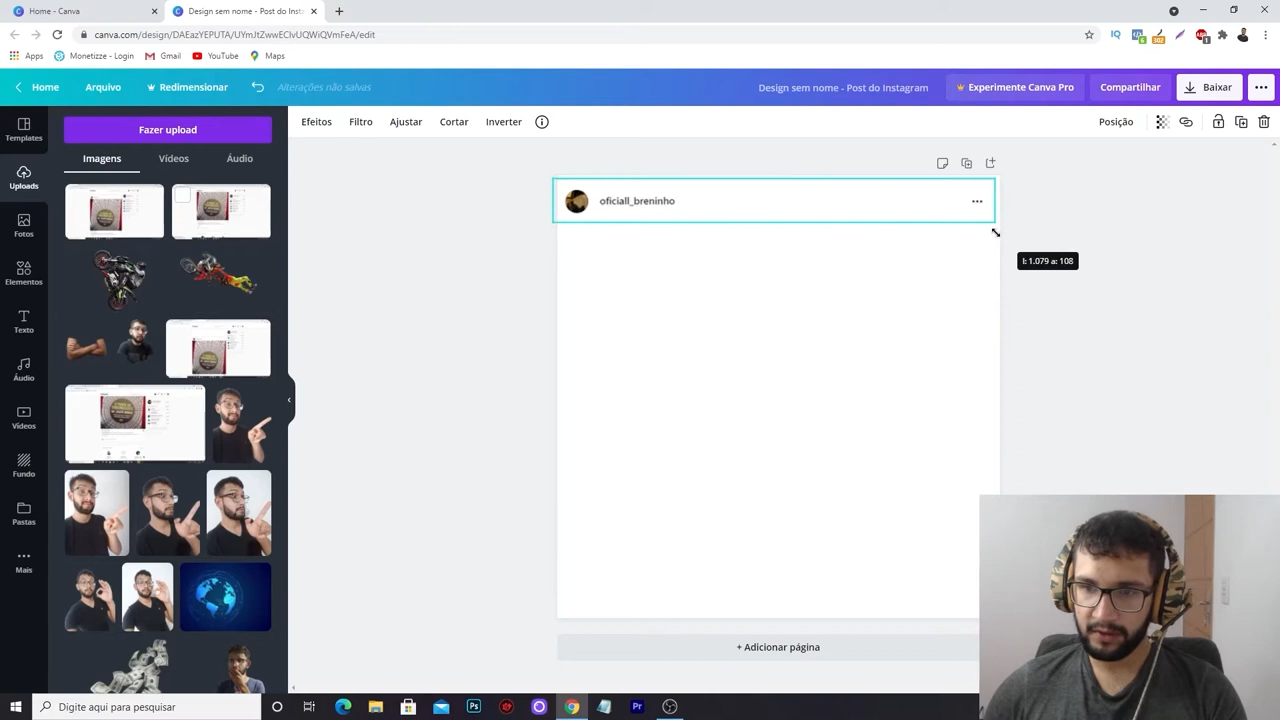 Home - Canva
Design sem nome - Post do Insta
canva.com/design/DAEazYEPUTA/UYmJtZwwEClvUQWiQVmFeA/edit
Apps
Monetizze - Login
Gmail
YouTube
Maps
Home
Arquivo
Redimensionar
Alterações não salvas
Design sem nome - Post do Instagram
Experimente Canva Pro
Compartilhar
Baixar
Templates
Uploads
Fotos
Elementos
Texto
Áudio
Vídeos
Fundo
Pastas
Mais
Fazer upload
Imagens
Vídeos
Áudio
Efeitos
Filtro
Ajustar
Cortar
Inverter
Posição
oficiall_breninho
l: 1.079 a: 108
+ Adicionar página
Digite aqui para pesquisar